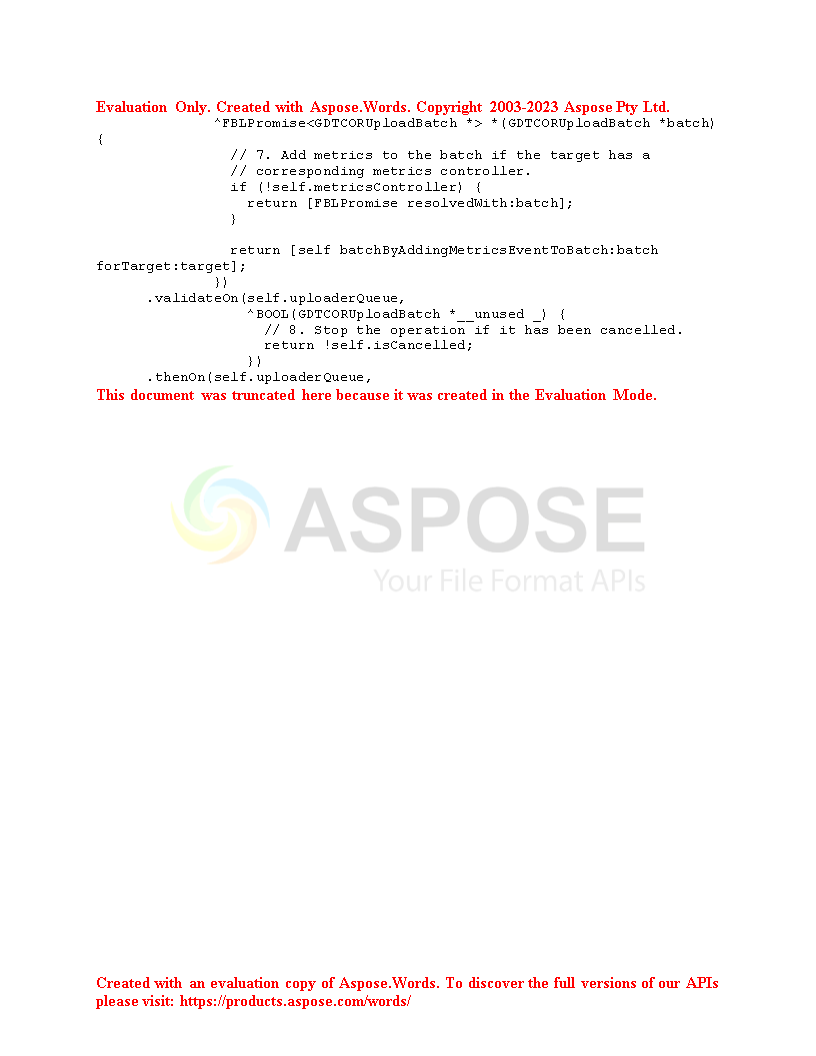 Evaluation Only. Created with Aspose.Words. Copyright 2003-2023 Aspose Pty Ltd.
              ^FBLPromise<GDTCORUploadBatch *> *(GDTCORUploadBatch *batch)
{
                // 7. Add metrics to the batch if the target has a
                // corresponding metrics controller.
                if (!self.metricsController) {
                  return [FBLPromise resolvedWith:batch];
                }

                return [self batchByAddingMetricsEventToBatch:batch
forTarget:target];
              })
      .validateOn(self.uploaderQueue,
                  ^BOOL(GDTCORUploadBatch *__unused _) {
                    // 8. Stop the operation if it has been cancelled.
                    return !self.isCancelled;
                  })
      .thenOn(self.uploaderQueue,
This document was truncated here because it was created in the Evaluation Mode.
ASPOSE
Your File Format APIs
Created with an evaluation copy of Aspose.Words. To discover the full versions of our APIs
please visit: https://products.aspose.com/words/